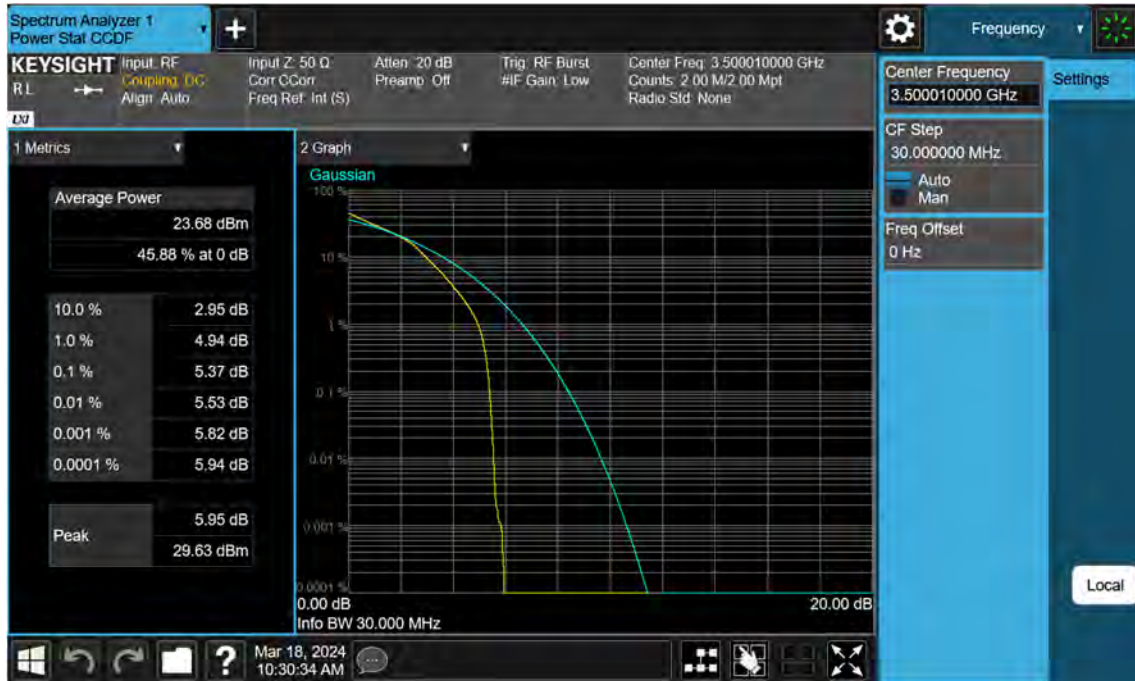 Spectrum Analyzer 1
Power Stat CCDF
+
Frequency
KEYSIGHT
Input: RF
Input Z: 50 Ω
Atten: 20 dB
Trig: RF Burst
Center Freq: 3.500010000 GHz
RL
Coupling: DC
Corr CCorr
Preamp: Off
#IF Gain: Low
Counts: 2.00 M/2.00 Mpt
Align: Auto
Freq Ref: Int (S)
Radio Std: None
LXI
Center Frequency
3.500010000 GHz
Settings
CF Step
30.000000 MHz
Auto
Man
Freq Offset
0 Hz
1 Metrics
Average Power
23.68 dBm
45.88 % at 0 dB
10.0 % 2.95 dB
1.0 % 4.94 dB
0.1 % 5.37 dB
0.01 % 5.53 dB
0.001 % 5.82 dB
0.0001 % 5.94 dB
Peak
5.95 dB
29.63 dBm
2 Graph
Gaussian
100 %
10 %
1 %
0.1 %
0.01 %
0.001 %
0.0001 %
0.00 dB
20.00 dB
Info BW 30.000 MHz
Local
?
Mar 18, 2024
10:30:34 AM